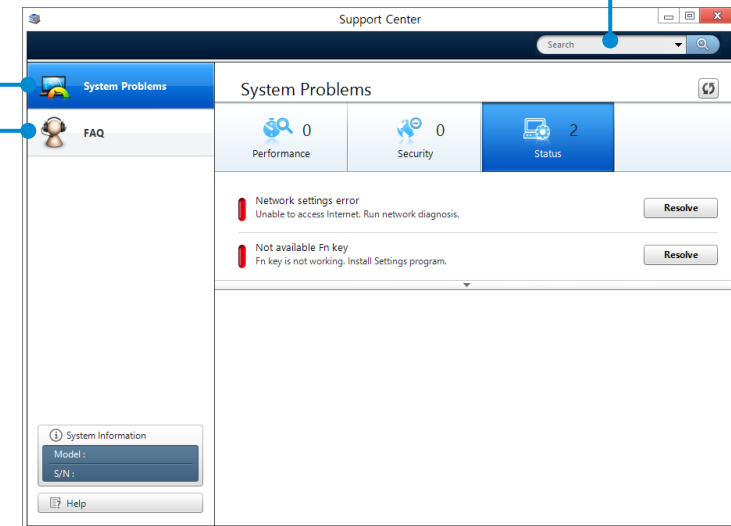 Support Center
Search
System Problems
FAQ
System Problems
0
Performance
0
Security
2
Status
Network settings error
Unable to access Internet. Run network diagnosis.
Resolve
Not available Fn key
Fn key is not working. Install Settings program.
Resolve
System Information
Model :
S/N :
Help